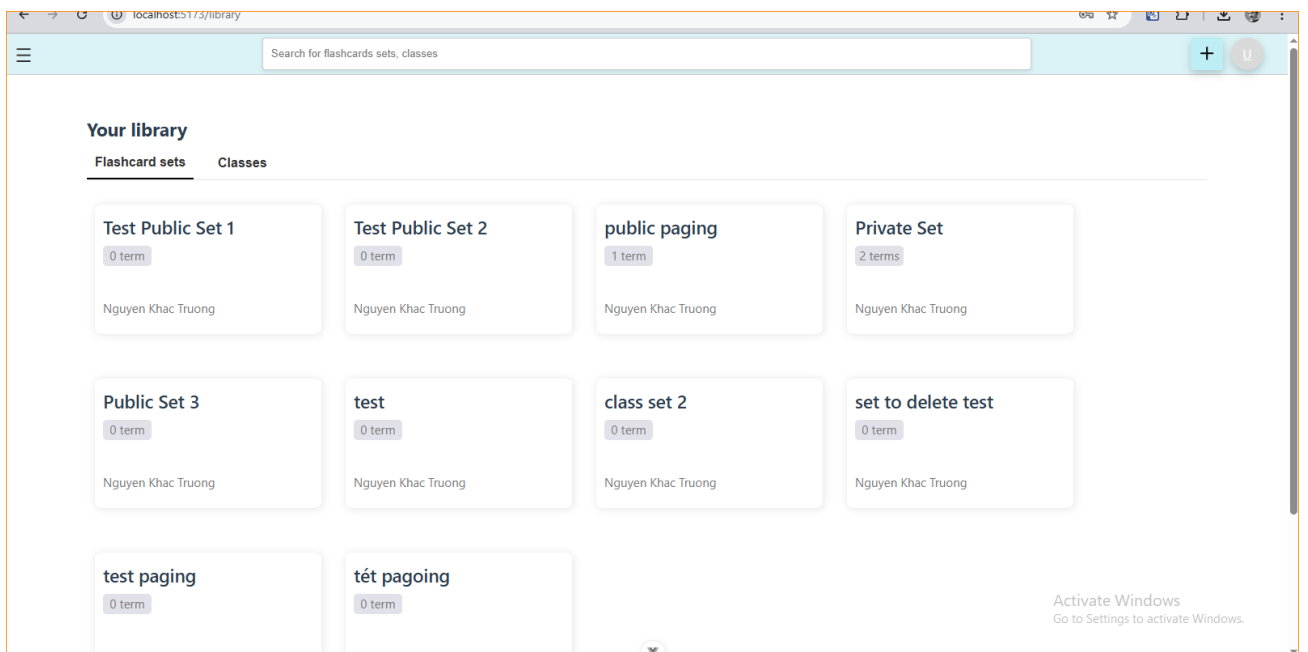 localhost:5173/library
Search for flashcards sets, classes
+
U
Your library
Flashcard sets Classes
Test Public Set 1
0 term
Nguyen Khac Truong
Test Public Set 2
0 term
Nguyen Khac Truong
public paging
1 term
Nguyen Khac Truong
Private Set
2 terms
Nguyen Khac Truong
Public Set 3
0 term
Nguyen Khac Truong
test
0 term
Nguyen Khac Truong
class set 2
0 term
Nguyen Khac Truong
set to delete test
0 term
Nguyen Khac Truong
test paging
0 term
tét pagoing
0 term
Activate Windows
Go to Settings to activate Windows.